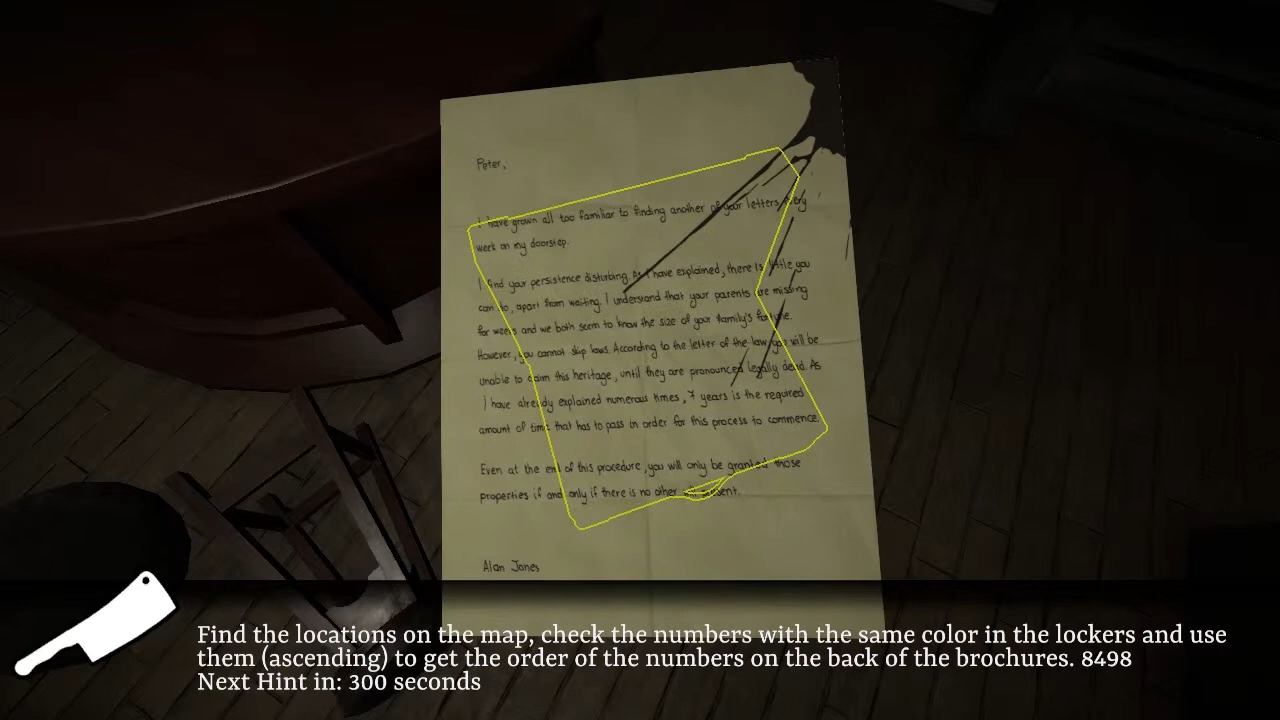 Peter,
I have grown all too familiar to finding another of your letters every
week on my doorstep.
I find your persistence disturbing. As I have explained, there is little you
can to, apart from waiting. I understand that your parents are missing
for weeks and we both seem to know the size of your family's fortune.
However, you cannot skip laws. According to the letter of the law, you will be
unable to claim this heritage, until they are pronounced legally dead. As
I have already explained numerous times, 7 years is the required
amount of time that has to pass in order for this process to commence.
Even at the end of this procedure, you will only be granted those
properties if and only if there is no other will present.
Alan Jones
Find the locations on the map, check the numbers with the same color in the lockers and use
them (ascending) to get the order of the numbers on the back of the brochures. 8498
Next Hint in: 300 seconds